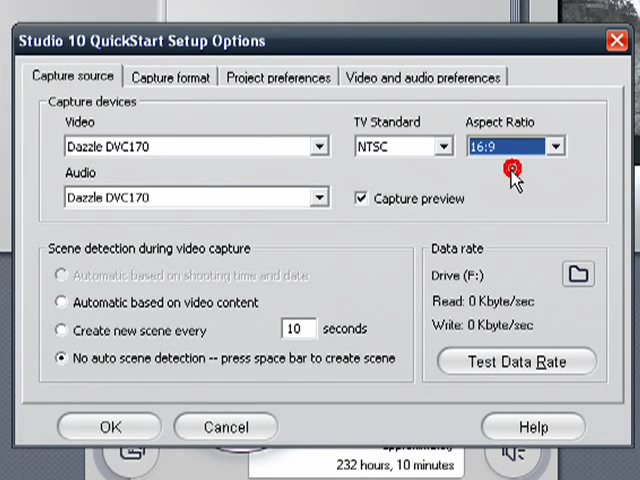 Studio 10 QuickStart Setup Options
Capture source
Capture format
Project preferences
Video and audio preferences
Capture devices
Video
TV Standard
Aspect Ratio
Dazzle DVC170
NTSC
16:9
Audio
Dazzle DVC170
Capture preview
Scene detection during video capture
Automatic based on shooting time and date
Automatic based on video content
Create new scene every 10 seconds
No auto scene detection -- press space bar to create scene
Data rate
Drive (F:)
Read: 0 Kbyte/sec
Write: 0 Kbyte/sec
Test Data Rate
OK
Cancel
Help
approximately
232 hours, 10 minutes